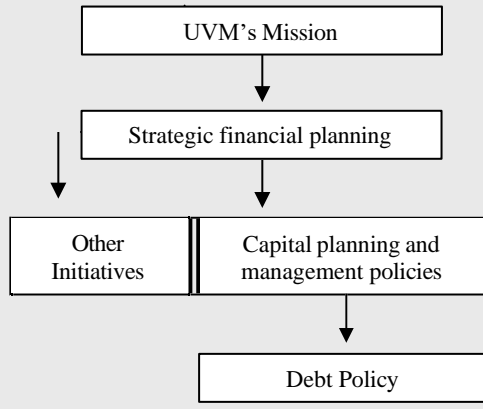 UVM’s Mission
Strategic financial planning
Other
Initiatives
Capital planning and
management policies
Debt Policy